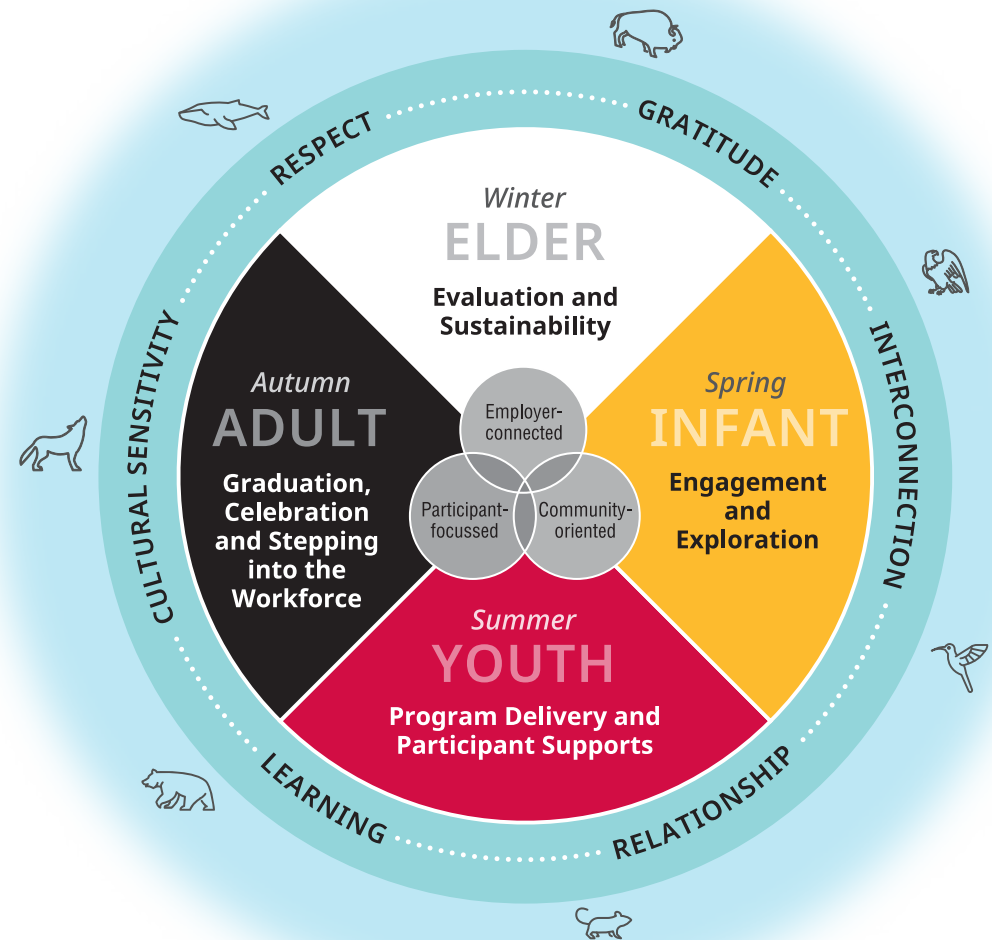 RESPECT
GRATITUDE
INTERCONNECTION
RELATIONSHIP
LEARNING
CULTURAL SENSITIVITY
Winter
ELDER
Evaluation and
Sustainability
Spring
INFANT
Engagement
and
Exploration
Summer
YOUTH
Program Delivery and
Participant Supports
Autumn
ADULT
Graduation,
Celebration
and Stepping
into the
Workforce
Employer-
connected
Participant-
focussed
Community-
oriented